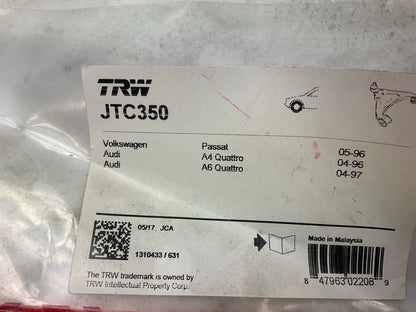 TRW
JTC350
Volkswagen Passat 05-96
Audi A4 Quattro 04-96
Audi A6 Quattro 04-97
05/17 JCA
1310433 / 631
Made in Malaysia
8 47963 02208 9
The TRW trademark is owned by
TRW Intellectual Property Corp.